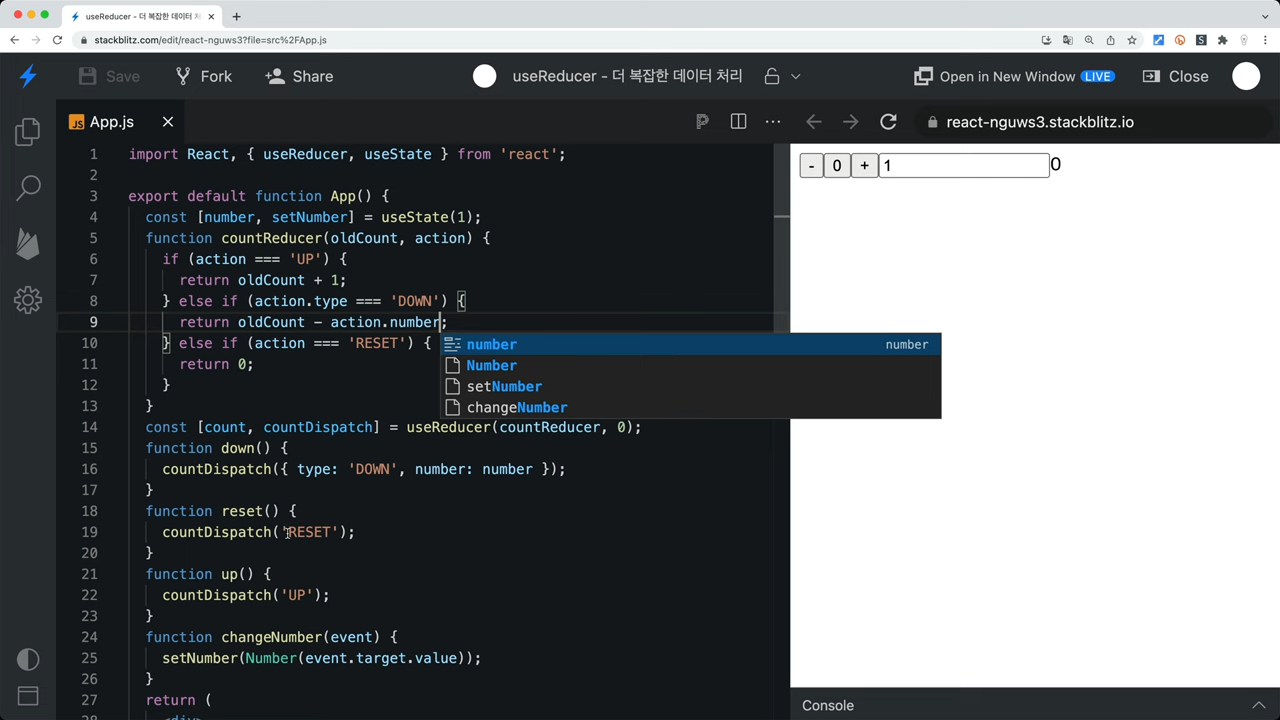 useReducer - 더 복잡한 데이터 처리
stackblitz.com/edit/react-nguws3?file=src%2FApp.js
Save
Fork
Share
useReducer - 더 복잡한 데이터 처리
Open in New Window LIVE
Close
JS App.js
react-nguws3.stackblitz.io
1 import React, { useReducer, useState } from 'react';
2
3 export default function App() {
4 const [number, setNumber] = useState(1);
5 function countReducer(oldCount, action) {
6 if (action === 'UP') {
7 return oldCount + 1;
8 } else if (action.type === 'DOWN') {
9 return oldCount - action.number;
10 } else if (action === 'RESET') {
11 return 0;
12 }
13 }
14 const [count, countDispatch] = useReducer(countReducer, 0);
15 function down() {
16 countDispatch({ type: 'DOWN', number: number });
17 }
18 function reset() {
19 countDispatch('RESET');
20 }
21 function up() {
22 countDispatch('UP');
23 }
24 function changeNumber(event) {
25 setNumber(Number(event.target.value));
26 }
27 return (
28 <div>
number number
Number
setNumber
changeNumber
- 0 + 1 0
Console